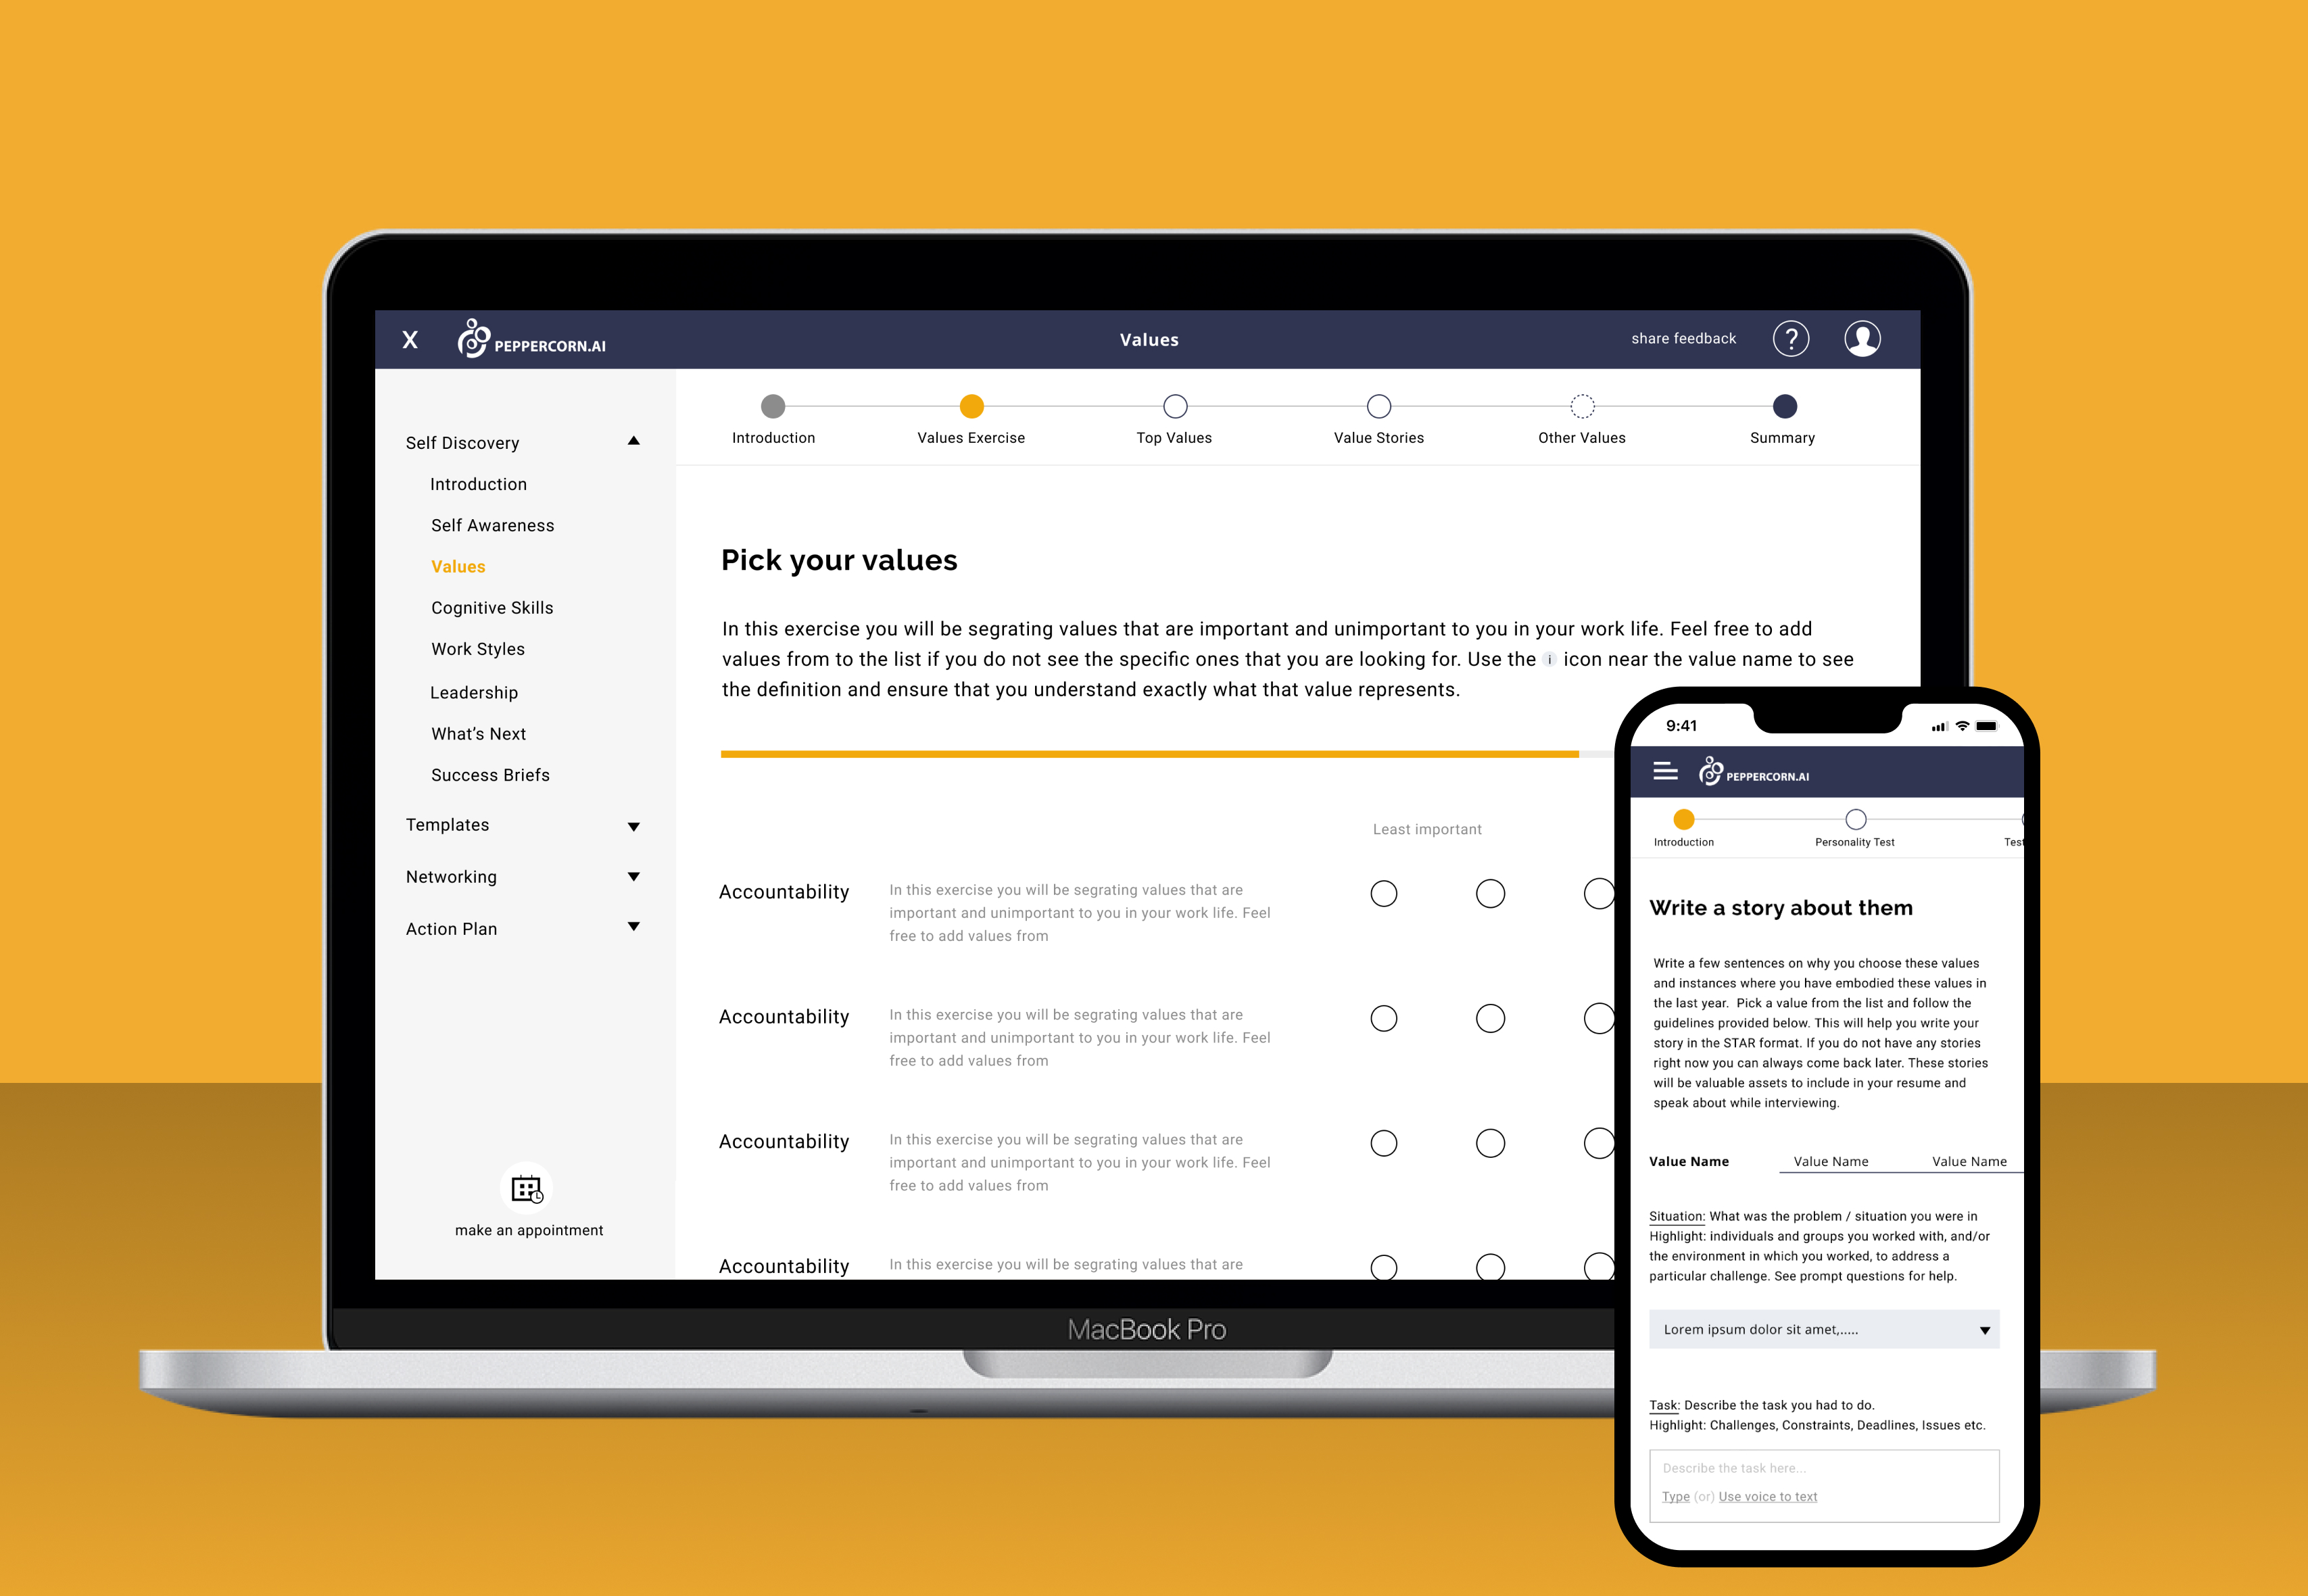 X
PEPPERCORN.AI
Values
share feedback
?
Introduction
Values Exercise
Top Values
Value Stories
Other Values
Summary
Self Discovery
Introduction
Self Awareness
Values
Cognitive Skills
Work Styles
Leadership
What's Next
Success Briefs
Templates
Networking
Action Plan
make an appointment
Pick your values
In this exercise you will be segrating values that are important and unimportant to you in your work life. Feel free to add
values from to the list if you do not see the specific ones that you are looking for. Use the i icon near the value name to see
the definition and ensure that you understand exactly what that value represents.
Least important
Accountability
In this exercise you will be segrating values that are
important and unimportant to you in your work life. Feel
free to add values from
Accountability
In this exercise you will be segrating values that are
important and unimportant to you in your work life. Feel
free to add values from
Accountability
In this exercise you will be segrating values that are
important and unimportant to you in your work life. Feel
free to add values from
Accountability
In this exercise you will be segrating values that are
MacBook Pro
9:41
PEPPERCORN.AI
Introduction
Personality Test
Test
Write a story about them
Write a few sentences on why you choose these values
and instances where you have embodied these values in
the last year. Pick a value from the list and follow the
guidelines provided below. This will help you write your
story in the STAR format. If you do not have any stories
right now you can always come back later. These stories
will be valuable assets to include in your resume and
speak about while interviewing.
Value Name
Value Name
Value Name
Situation: What was the problem / situation you were in
Highlight: individuals and groups you worked with, and/or
the environment in which you worked, to address a
particular challenge. See prompt questions for help.
Lorem ipsum dolor sit amet,.....
Task: Describe the task you had to do.
Highlight: Challenges, Constraints, Deadlines, Issues etc.
Describe the task here...
Type (or) Use voice to text